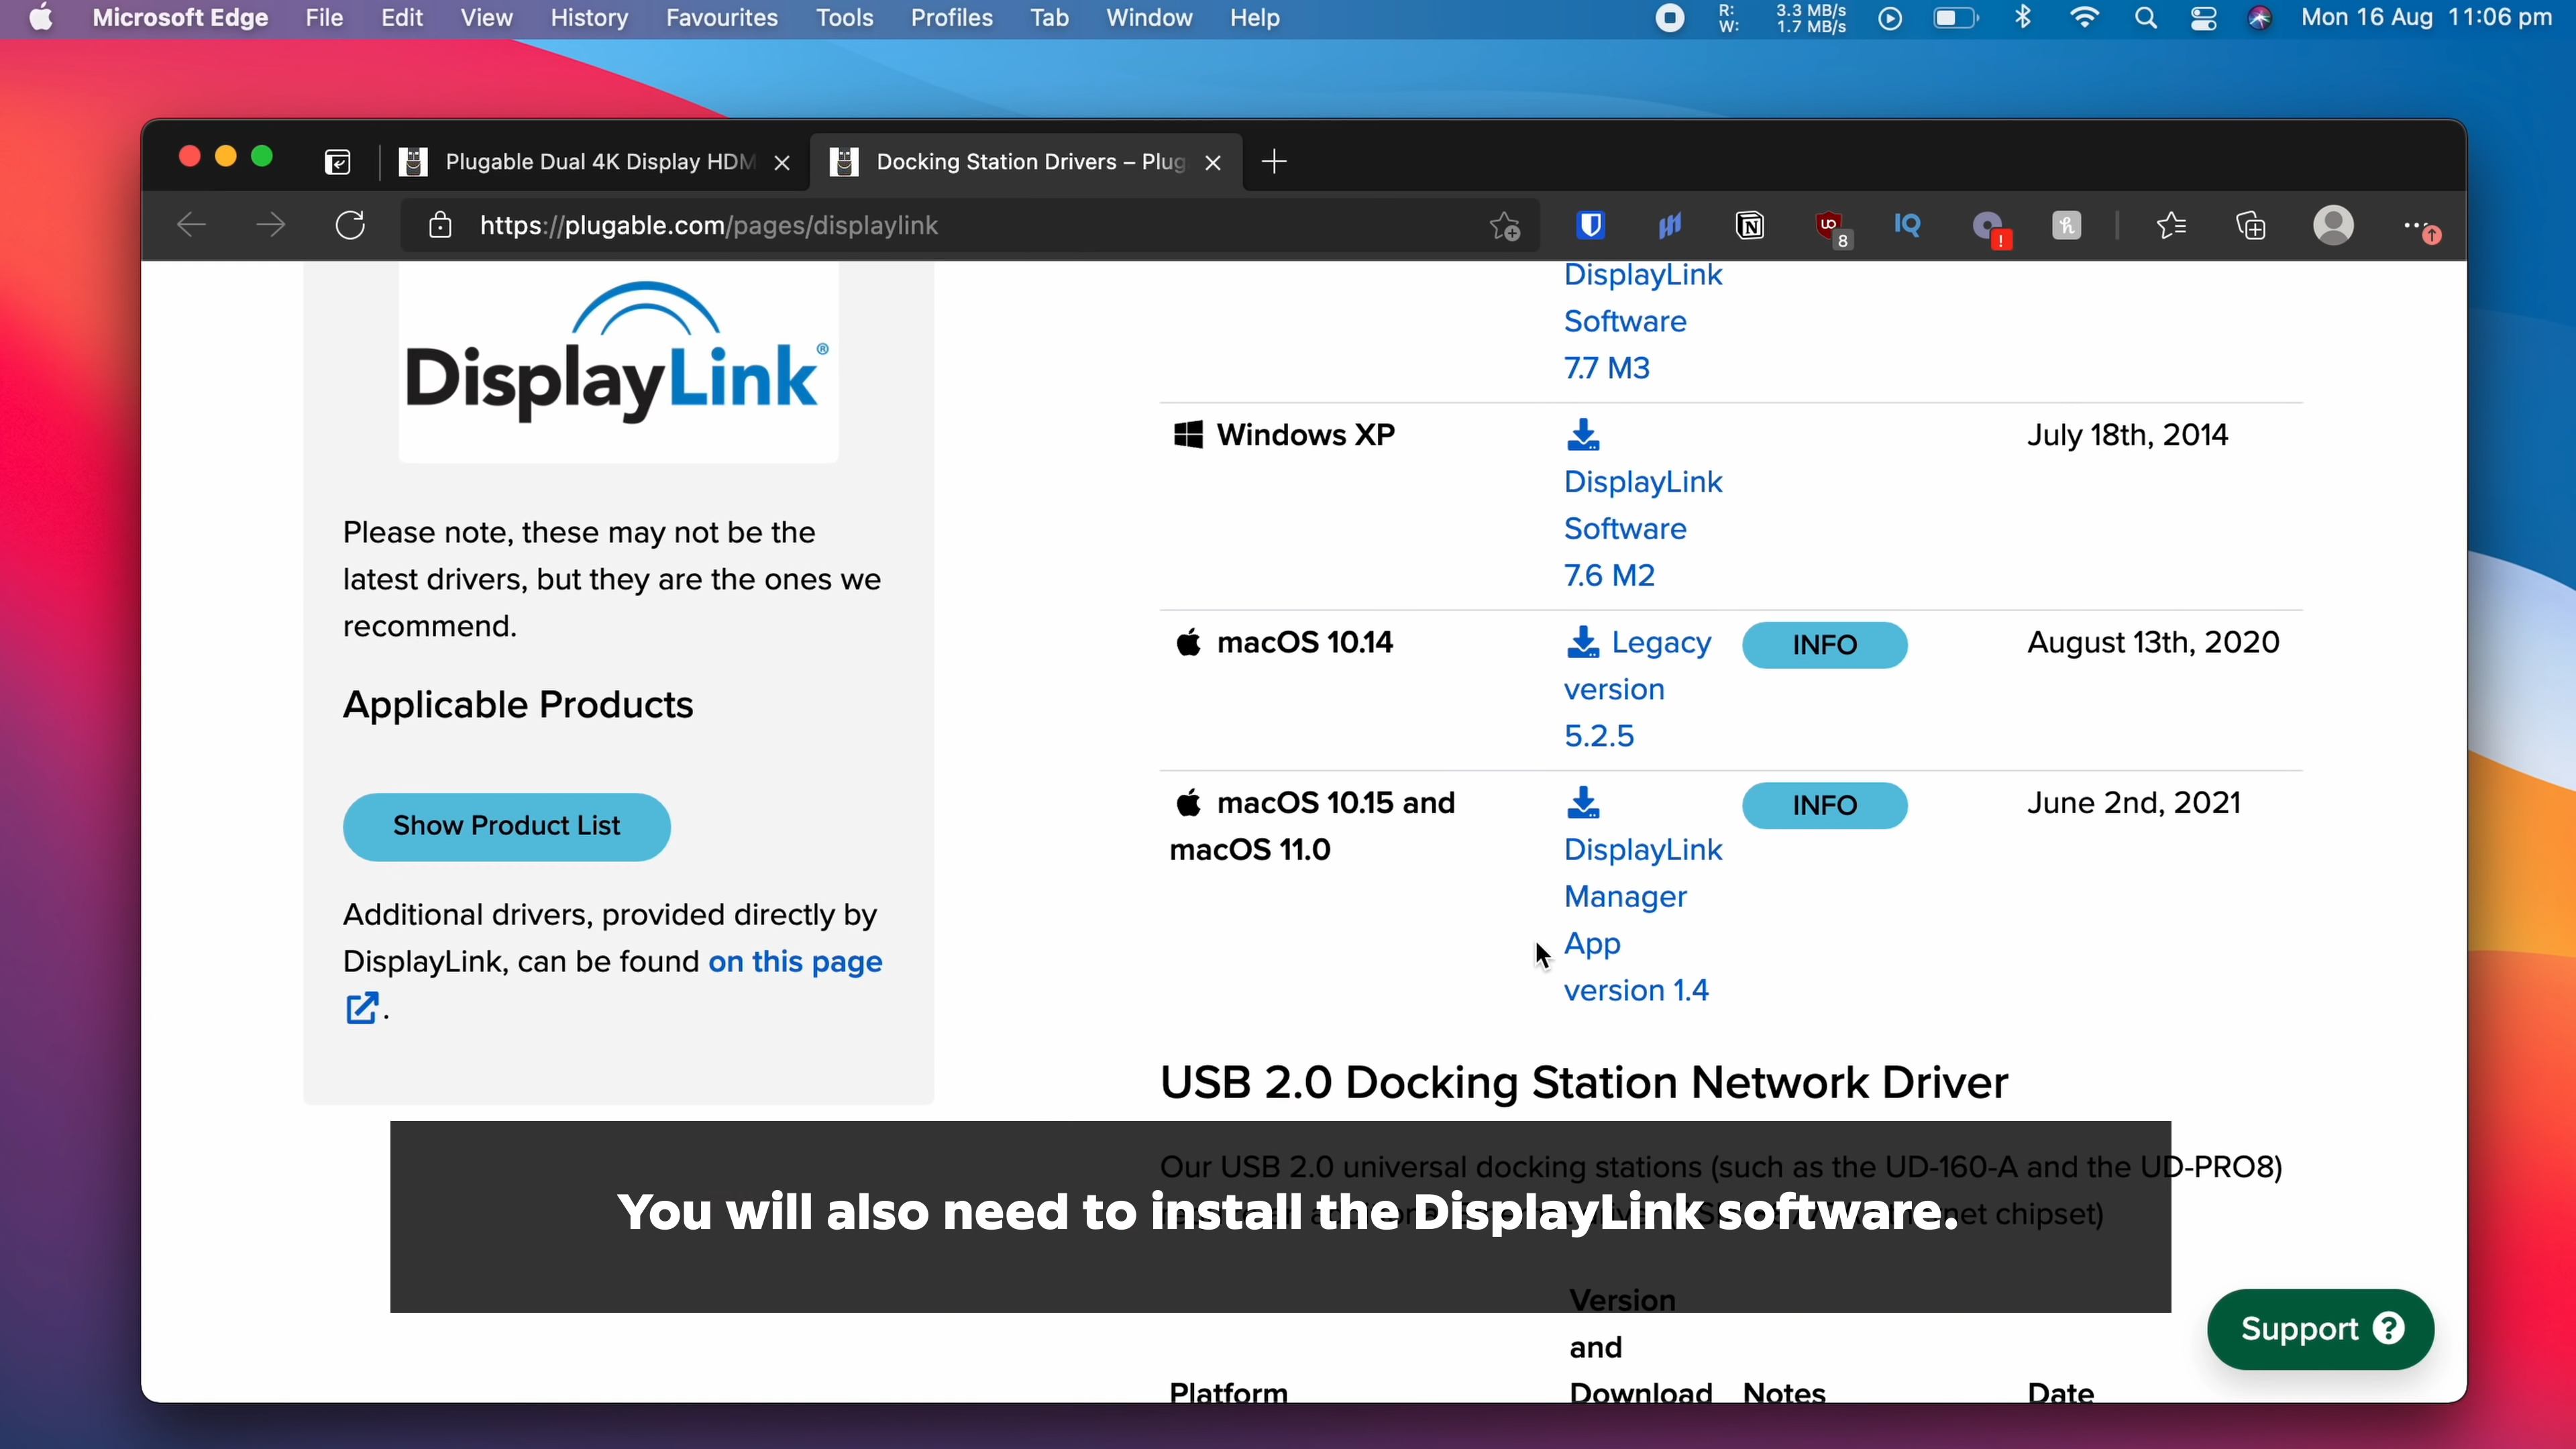 Microsoft Edge File Edit View History Favourites Tools Profiles Tab Window Help
R: 3.3 MB/s
W: 1.7 MB/s
Mon 16 Aug 11:06 pm
Plugable Dual 4K Display HDM
Docking Station Drivers – Plug
https://plugable.com/pages/displaylink
8
IQ
DisplayLink®
Please note, these may not be the
latest drivers, but they are the ones we
recommend.
Applicable Products
Show Product List
Additional drivers, provided directly by
DisplayLink, can be found on this page
.
DisplayLink
Software
7.7 M3
Windows XP July 18th, 2014
DisplayLink
Software
7.6 M2
macOS 10.14 Legacy INFO August 13th, 2020
version
5.2.5
macOS 10.15 and INFO June 2nd, 2021
macOS 11.0 DisplayLink
Manager
App
version 1.4
USB 2.0 Docking Station Network Driver
Our USB 2.0 universal docking stations (such as the UD-160-A and the UD-PRO8)
net chipset)
You will also need to install the DisplayLink software.
Version
and
Platform Download Notes Date
Support ?